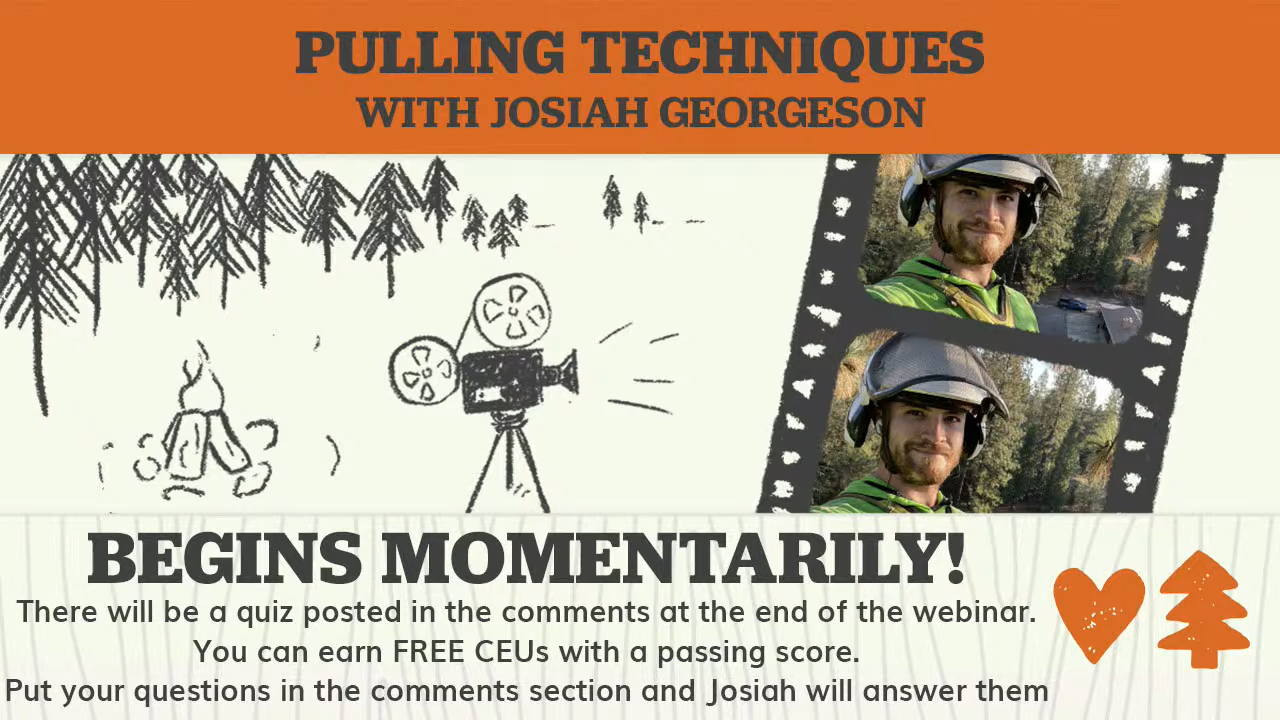 PULLING TECHNIQUES
WITH JOSIAH GEORGESON
BEGINS MOMENTARILY!
There will be a quiz posted in the comments at the end of the webinar.
You can earn FREE CEUs with a passing score.
Put your questions in the comments section and Josiah will answer them